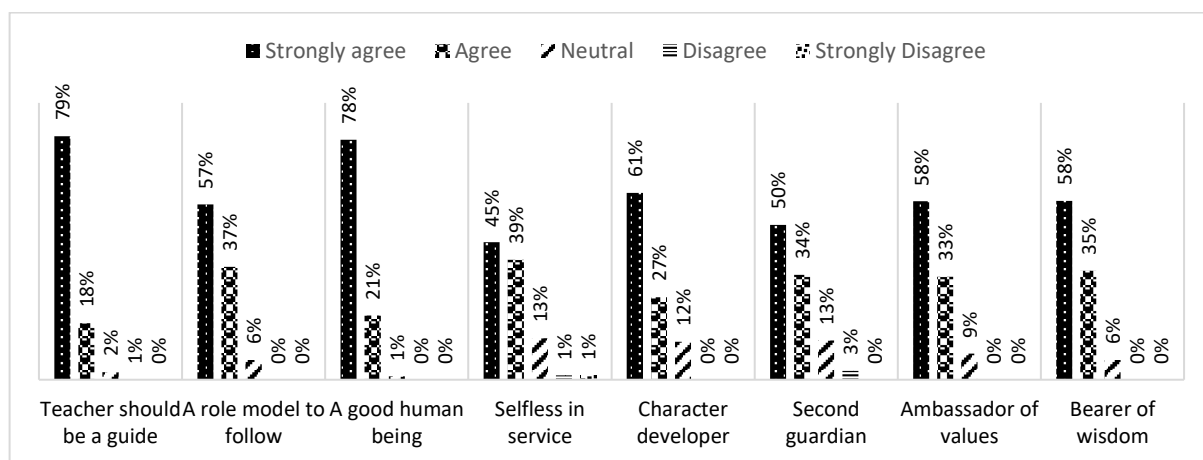 Strongly agree Agree Neutral Disagree Strongly Disagree
79% 18% 2% 1% 0%
57% 37% 6% 0% 0%
78% 21% 1% 0% 0%
45% 39% 13% 1% 1%
61% 27% 12% 0% 0%
50% 34% 13% 3% 0%
58% 33% 9% 0% 0%
58% 35% 6% 0% 0%
Teacher should
be a guide
A role model to
follow
A good human
being
Selfless in
service
Character
developer
Second
guardian
Ambassador of
values
Bearer of
wisdom